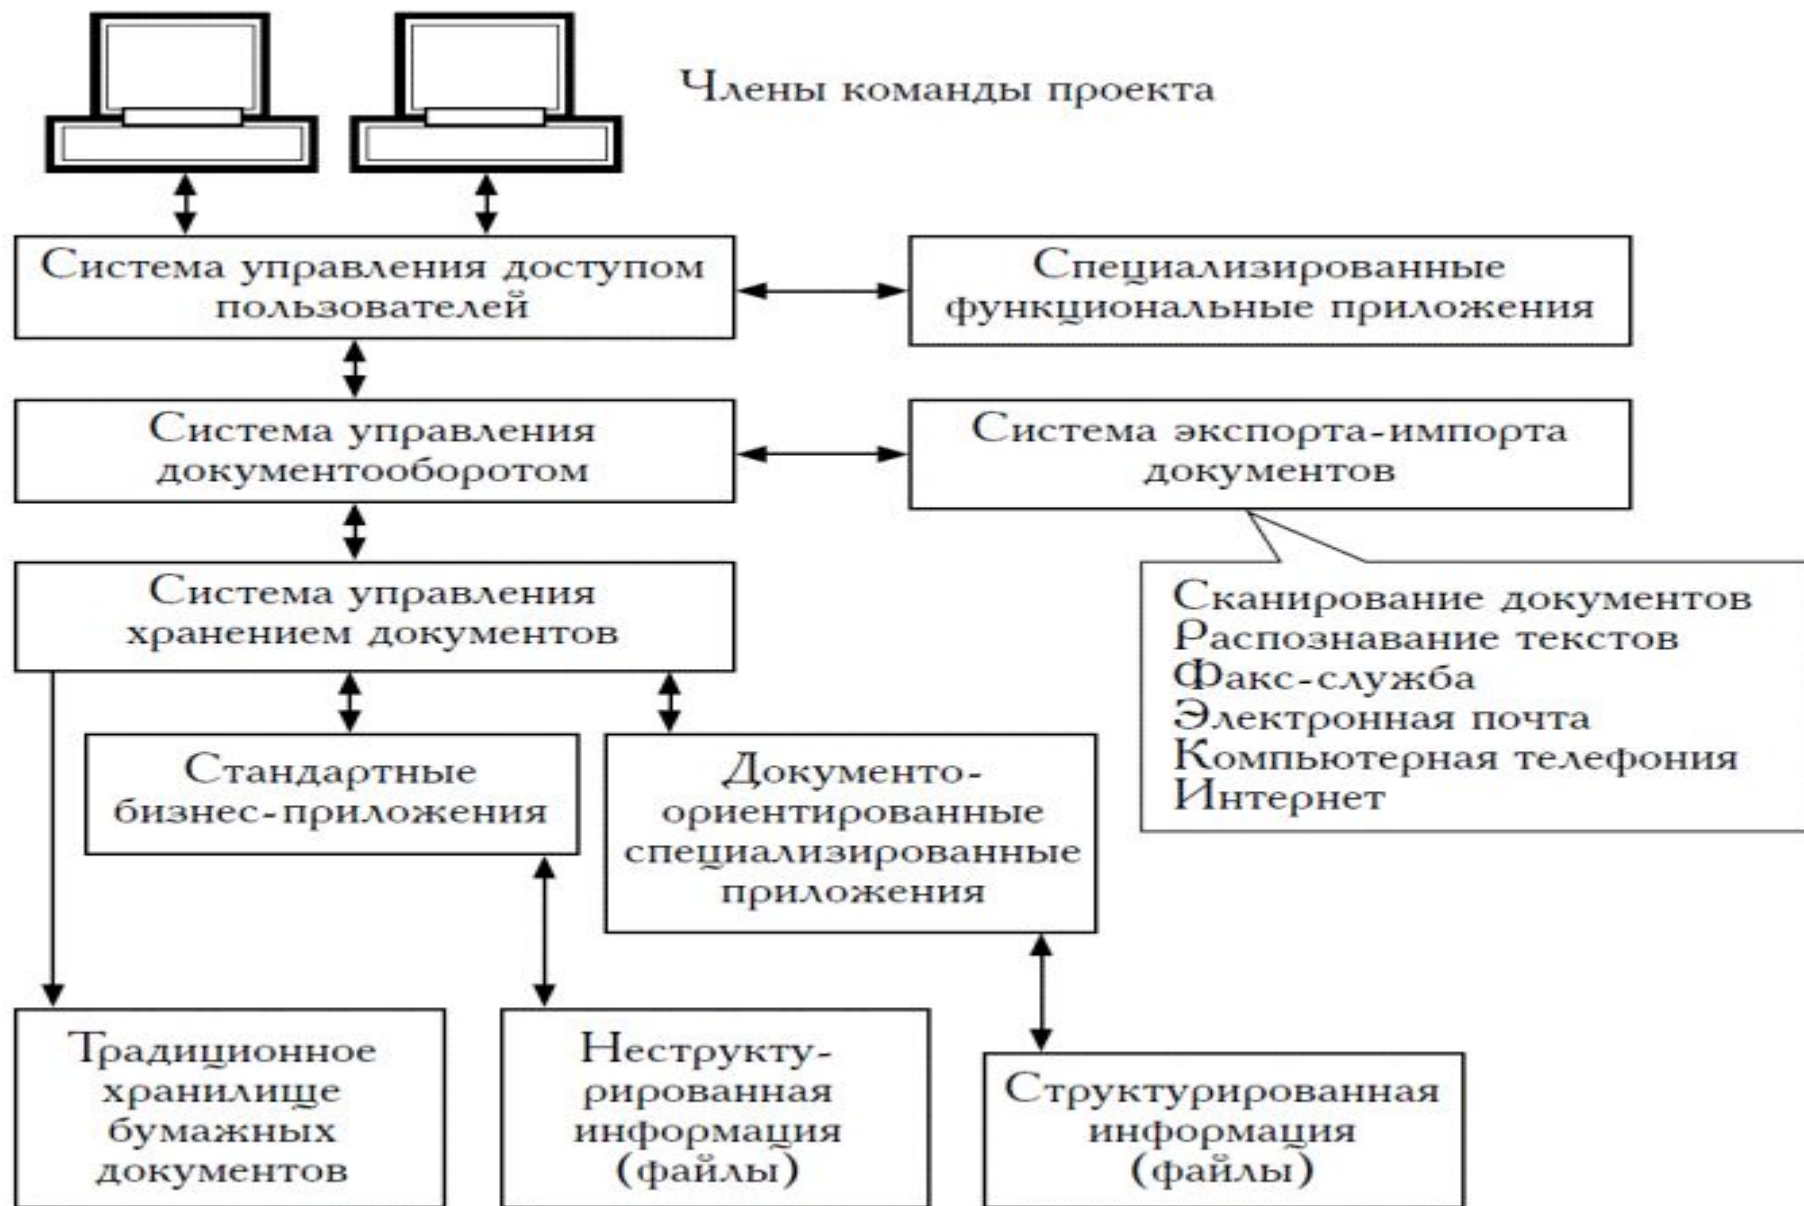 Члены команды проекта
Система управления доступом
пользователей
Специализированные
функциональные приложения
Система управления
документооборотом
Система экспорта-импорта
документов
Система управления
хранением документов
Сканирование документов
Распознавание текстов
Факс-служба
Электронная почта
Компьютерная телефония
Интернет
Стандартные
бизнес-приложения
Документо-
ориентированные
специализированные
приложения
Традиционное
хранилище
бумажных
документов
Неструкту-
рированная
информация
(файлы)
Структурированная
информация
(файлы)